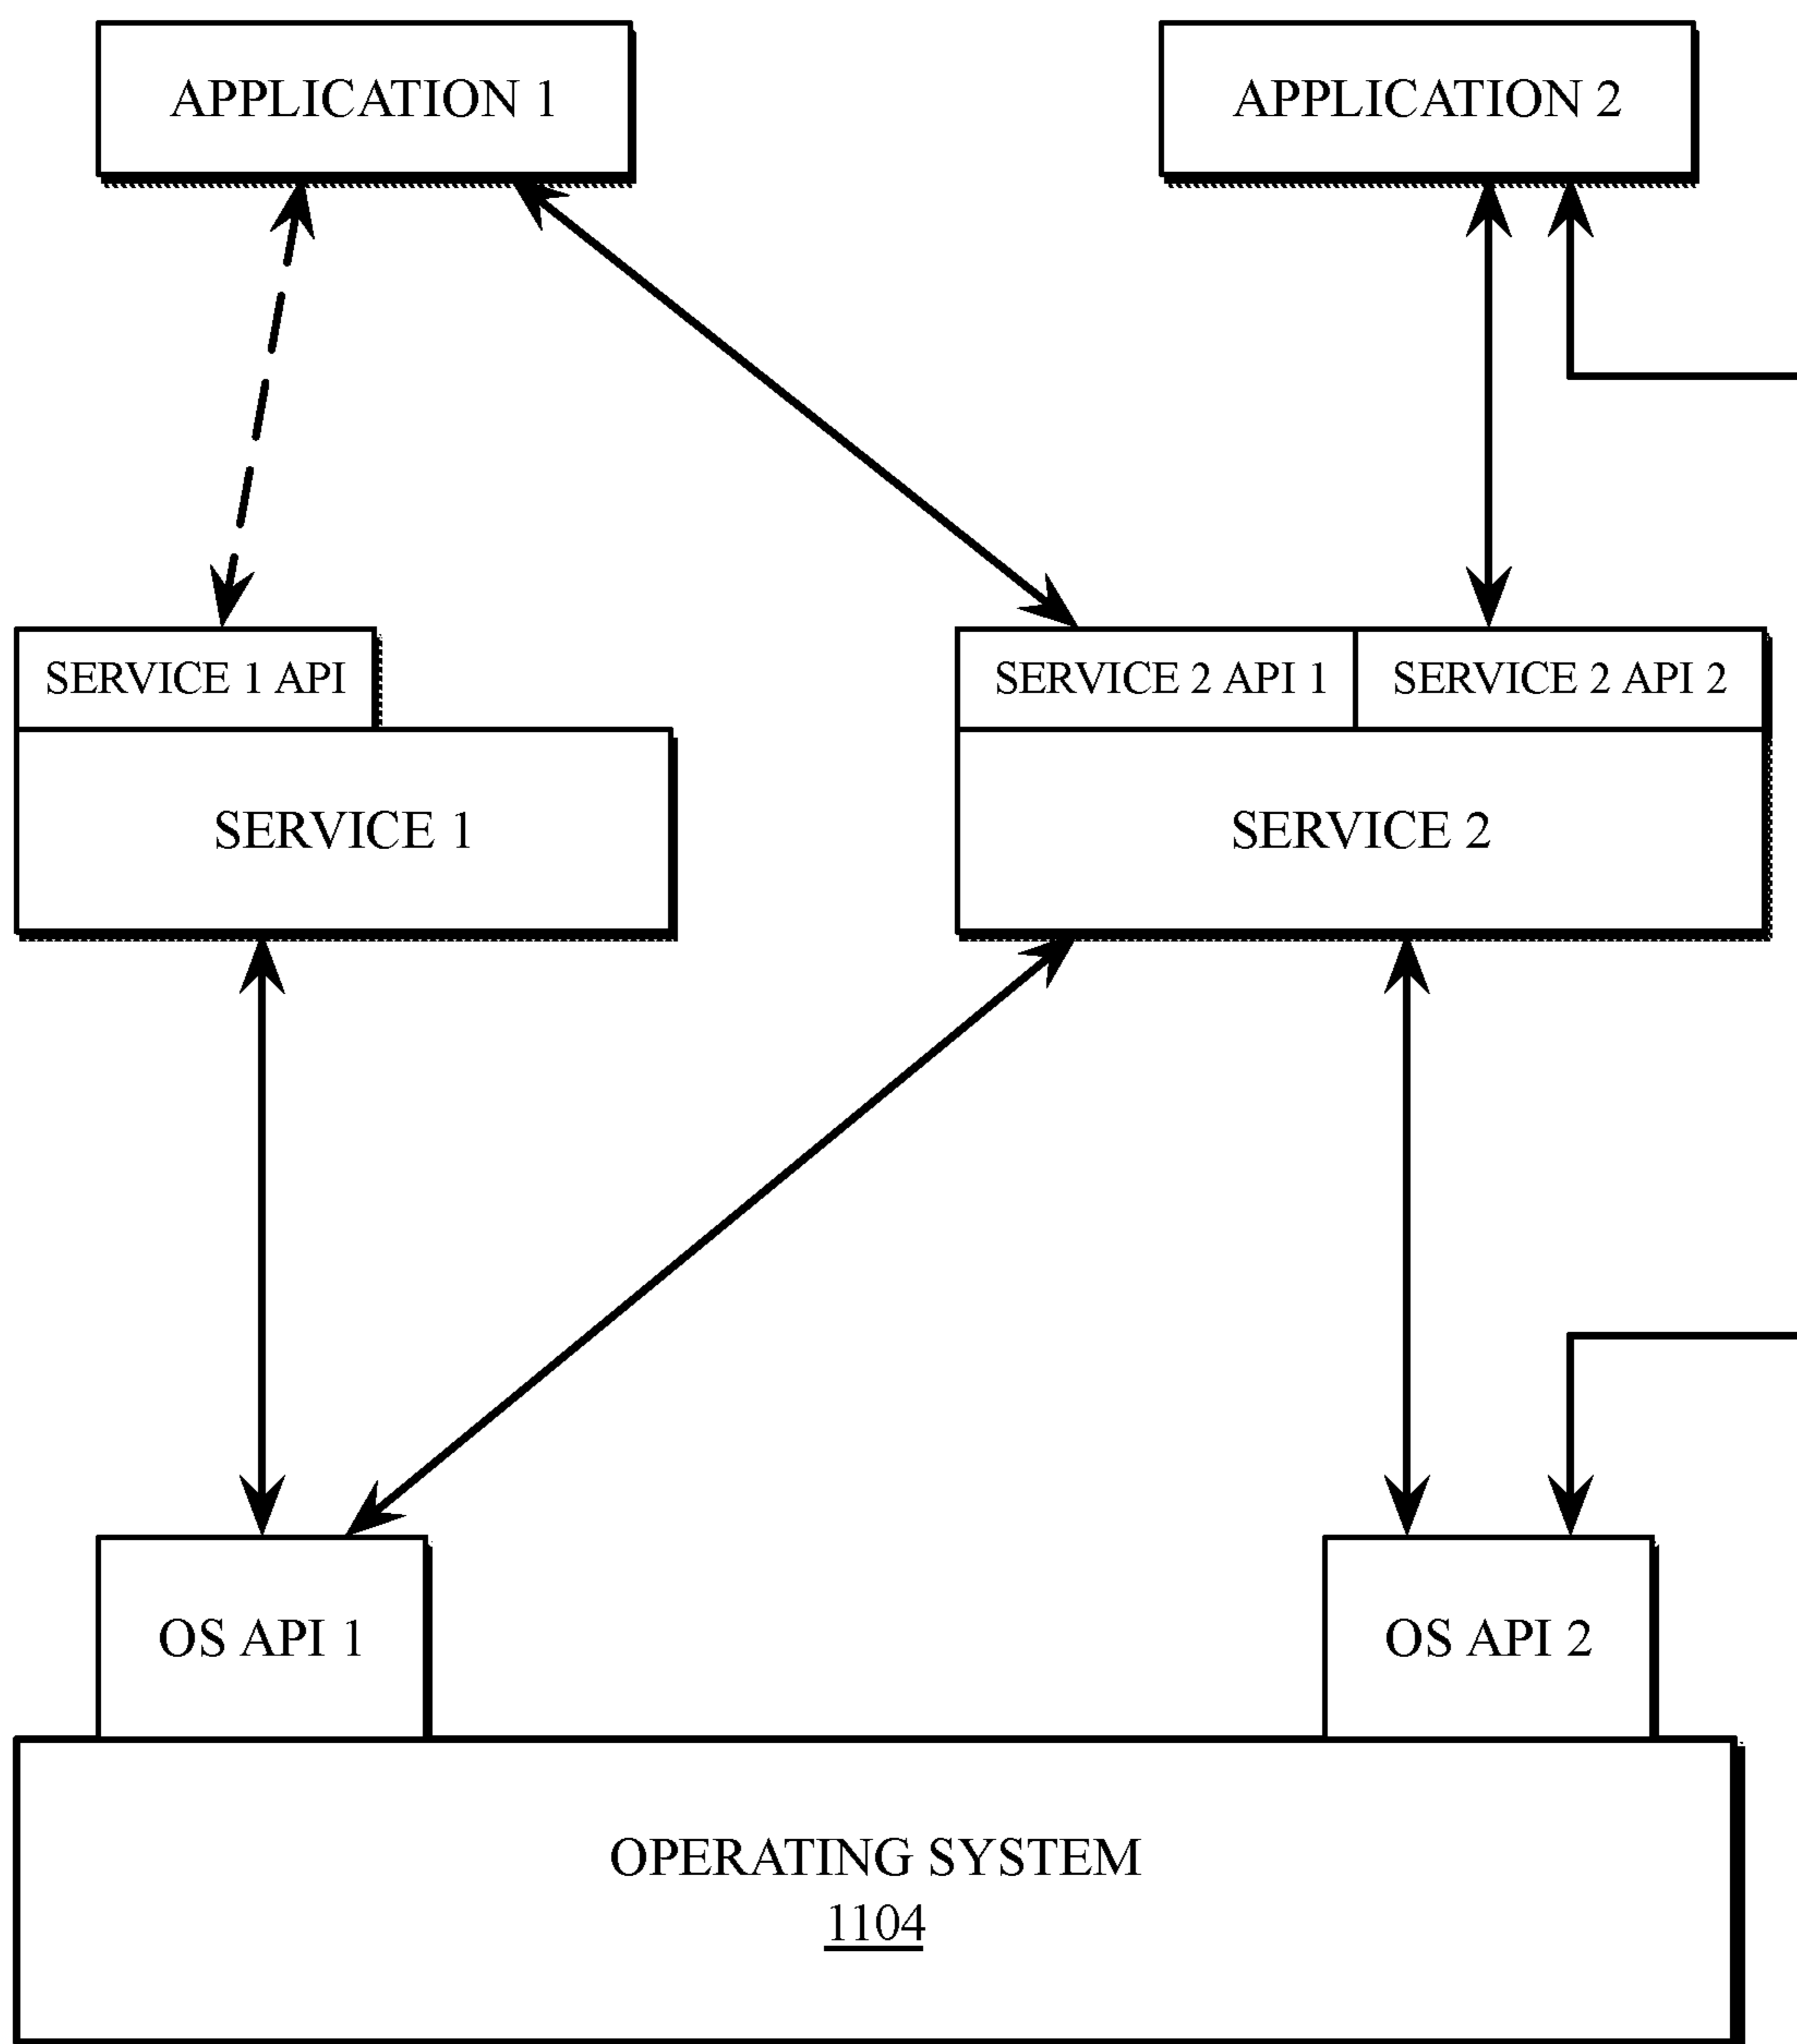 APPLICATION 1
APPLICATION 2
SERVICE 1 API
SERVICE 2 API 1
SERVICE 2 API 2
SERVICE 1
SERVICE 2
OS API 1
OS API 2
OPERATING SYSTEM
1104